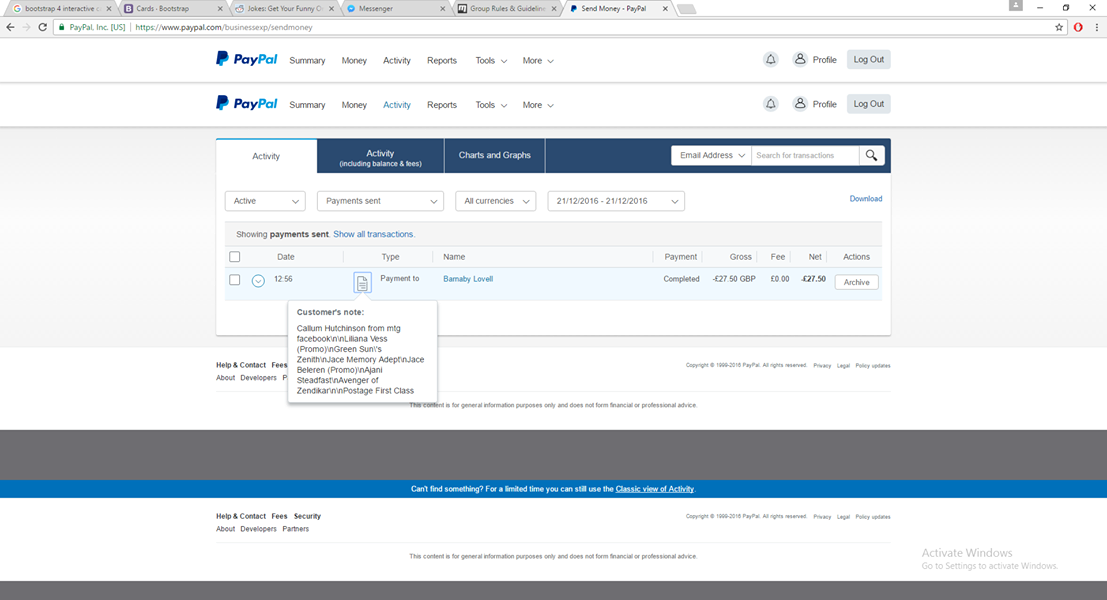 bootstrap 4 interactive c
Cards · Bootstrap
Jokes: Get Your Funny O
Messenger
Group Rules & Guideline
Send Money - PayPal
PayPal, Inc. [US] https://www.paypal.com/businessexp/sendmoney
PayPal Summary Money Activity Reports Tools More Profile Log Out
PayPal Summary Money Activity Reports Tools More Profile Log Out
Activity
Activity
(including balance & fees)
Charts and Graphs
Email Address
Search for transactions
Active
Payments sent
All currencies
21/12/2016 - 21/12/2016
Download
Showing payments sent. Show all transactions.
Date Type Name Payment Gross Fee Net Actions
12:56 Payment to Barnaby Lovell Completed -£27.50 GBP £0.00 -£27.50 Archive
Customer's note:
Callum Hutchinson from mtg
facebook\n\nLiliana Vess
(Promo)\nGreen Sun\'s
Zenith\nJace Memory Adept\nJace
Beleren (Promo)\nAjani
Steadfast\nAvenger of
Zendikar\n\nPostage First Class
Help & Contact Fees
Copyright © 1999-2016 PayPal. All rights reserved. Privacy Legal Policy updates
About Developers P
This content is for general information purposes only and does not form financial or professional advice.
Can't find something? For a limited time you can still use the Classic view of Activity.
Help & Contact Fees Security
Copyright © 1999-2016 PayPal. All rights reserved. Privacy Legal Policy updates
About Developers Partners
This content is for general information purposes only and does not form financial or professional advice.
Activate Windows
Go to Settings to activate Windows.